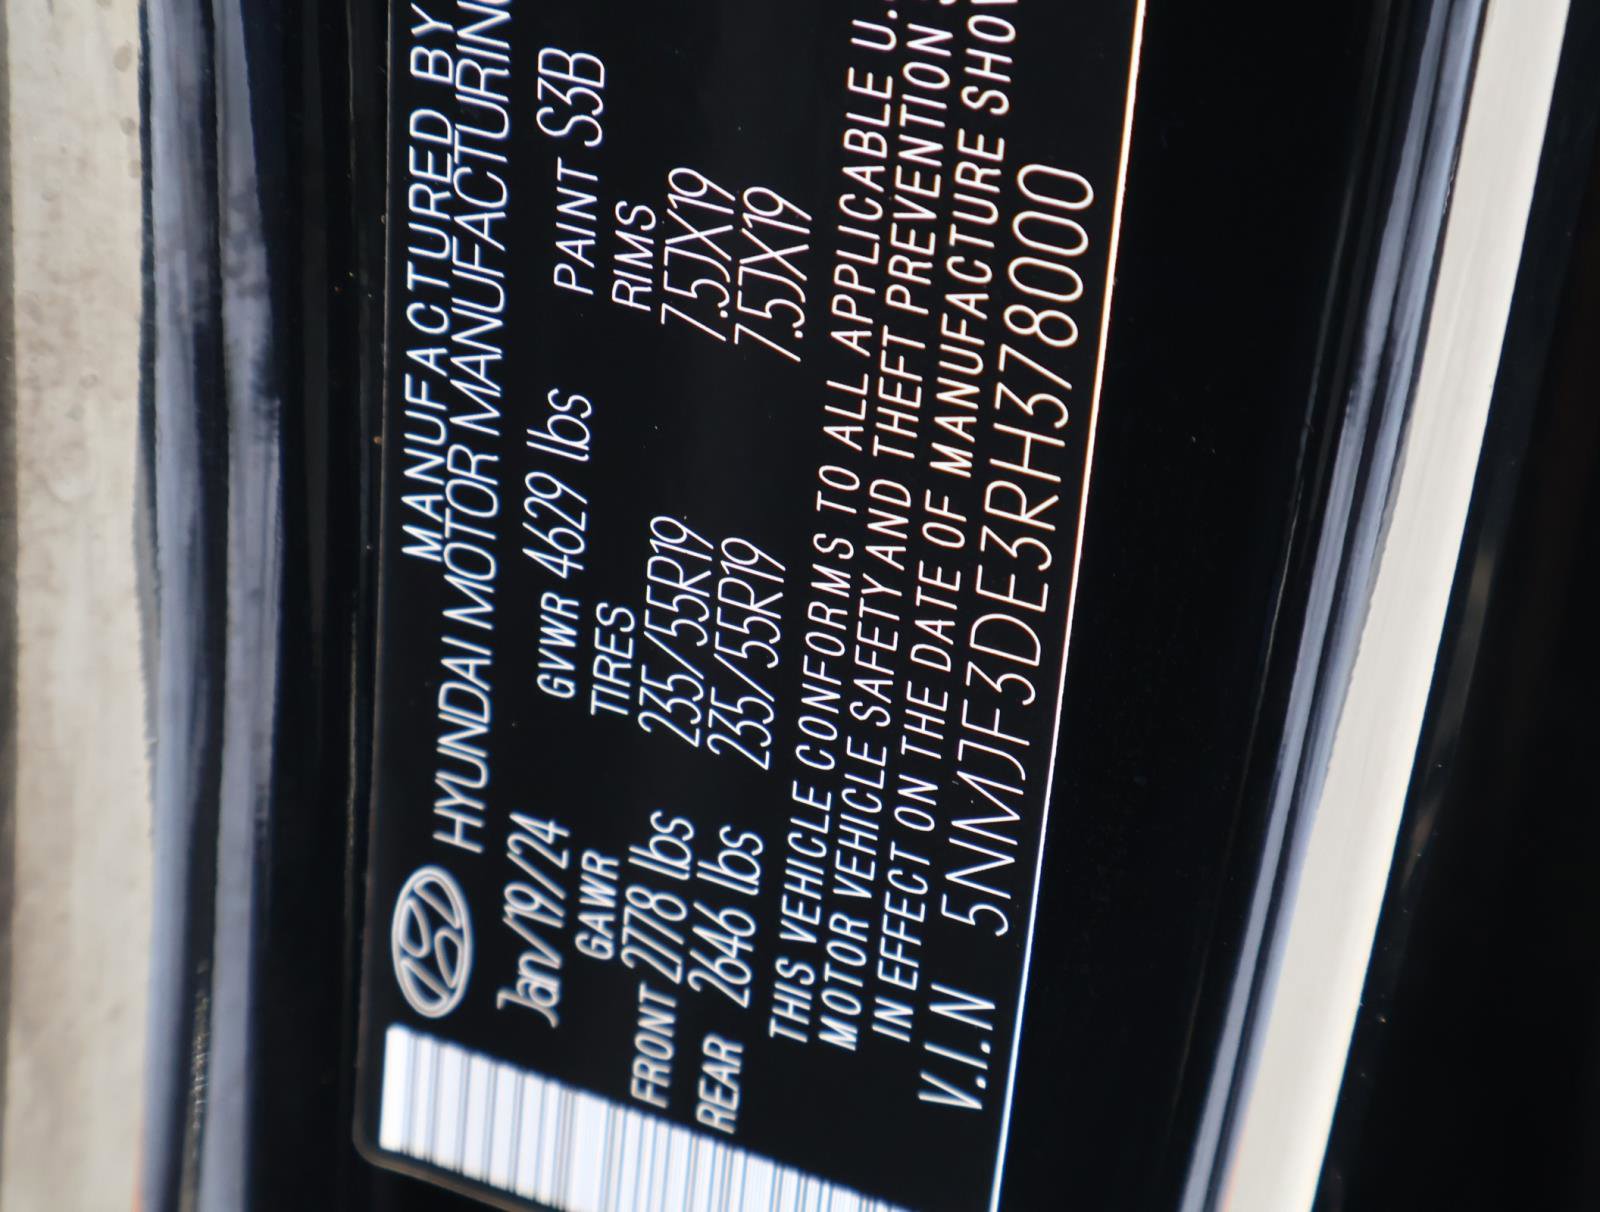 MANUFACTURED BY
HYUNDAI MOTOR MANUFACTURING
Jan/19/24 GVWR 4629 lbs PAINT S3B
GAWR TIRES RIMS
FRONT 2778 lbs 235/55R19 7.5JX19
REAR 2646 lbs 235/55R19 7.5JX19
THIS VEHICLE CONFORMS TO ALL APPLICABLE U.
MOTOR VEHICLE SAFETY AND THEFT PREVENTION
IN EFFECT ON THE DATE OF MANUFACTURE SHOW
V.I.N 5NMJF3DE3RH378000